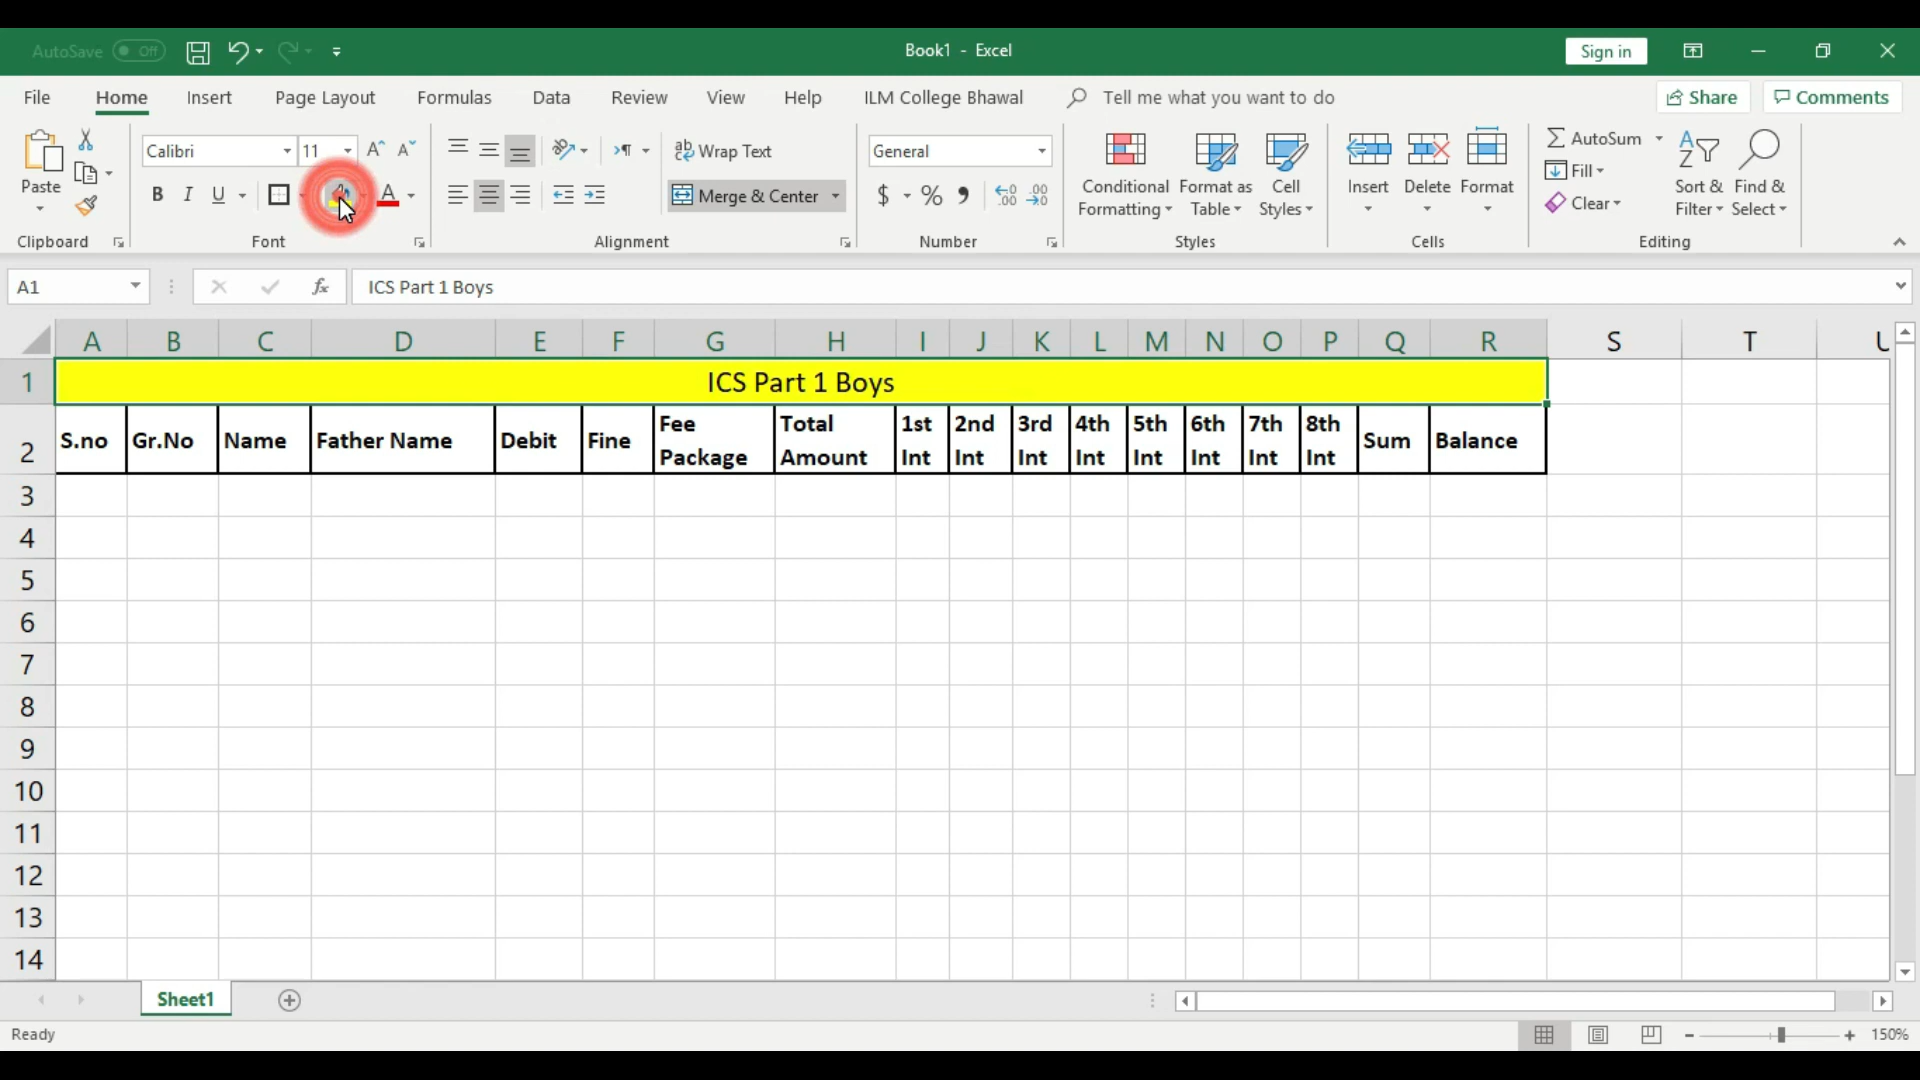 AutoSave Off Book1 - Excel Sign in
File Home Insert Page Layout Formulas Data Review View Help ILM College Bhawal Tell me what you want to do Share Comments
Paste
Clipboard
Calibri 11
B I U A
Font
Wrap Text
Merge & Center
Alignment
General
$ % , .00
Number
Conditional Formatting
Format as Table
Cell Styles
Styles
Insert Delete Format
Cells
AutoSum
Fill
Clear
Sort & Filter
Find & Select
Editing
A1 fx ICS Part 1 Boys
A B C D E F G H I J K L M N O P Q R S T U
1 ICS Part 1 Boys
2 S.no Gr.No Name Father Name Debit Fine Fee Package Total Amount 1st Int 2nd Int 3rd Int 4th Int 5th Int 6th Int 7th Int 8th Int Sum Balance
3
4
5
6
7
8
9
10
11
12
13
14
Sheet1
Ready 150%